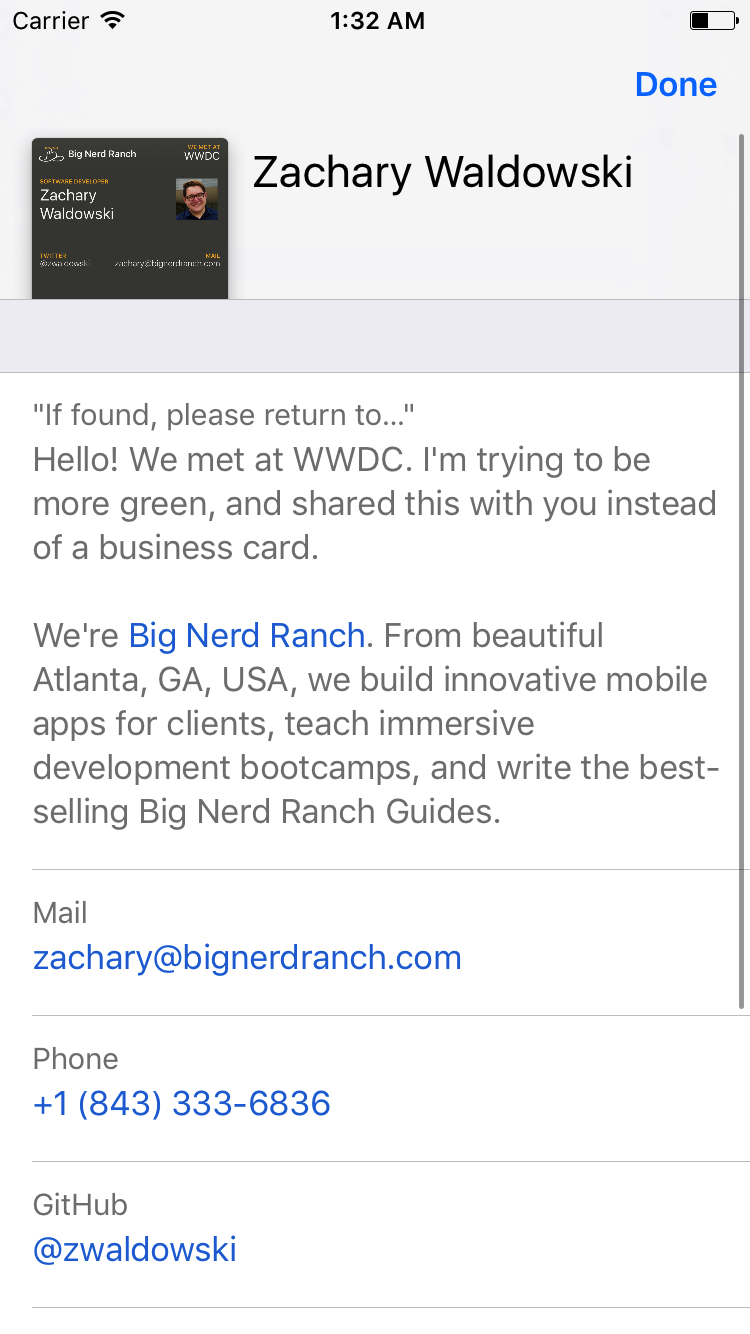 Carrier 1:32 AM
Done
Big Nerd Ranch
WE MET AT
WWDC
SOFTWARE DEVELOPER
Zachary
Waldowski
TWITTER
@zwaldowski
MAIL
zachary@bignerdranch.com
Zachary Waldowski
"If found, please return to..."
Hello! We met at WWDC. I'm trying to be
more green, and shared this with you instead
of a business card.
We're Big Nerd Ranch. From beautiful
Atlanta, GA, USA, we build innovative mobile
apps for clients, teach immersive
development bootcamps, and write the best-
selling Big Nerd Ranch Guides.
Mail
zachary@bignerdranch.com
Phone
+1 (843) 333-6836
GitHub
@zwaldowski